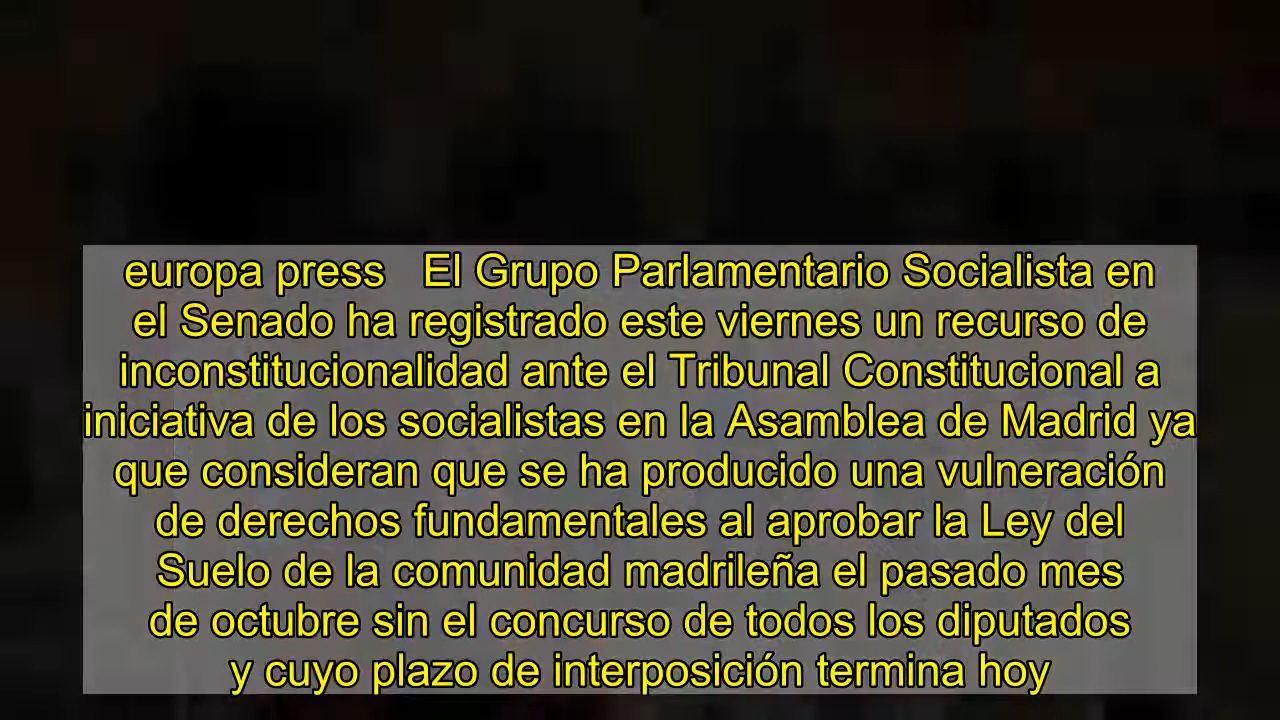 europa press   El Grupo Parlamentario Socialista en
el Senado ha registrado este viernes un recurso de
inconstitucionalidad ante el Tribunal Constitucional a
iniciativa de los socialistas en la Asamblea de Madrid ya
que consideran que se ha producido una vulneración
de derechos fundamentales al aprobar la Ley del
Suelo de la comunidad madrileña el pasado mes
de octubre sin el concurso de todos los diputados
y cuyo plazo de interposición termina hoy